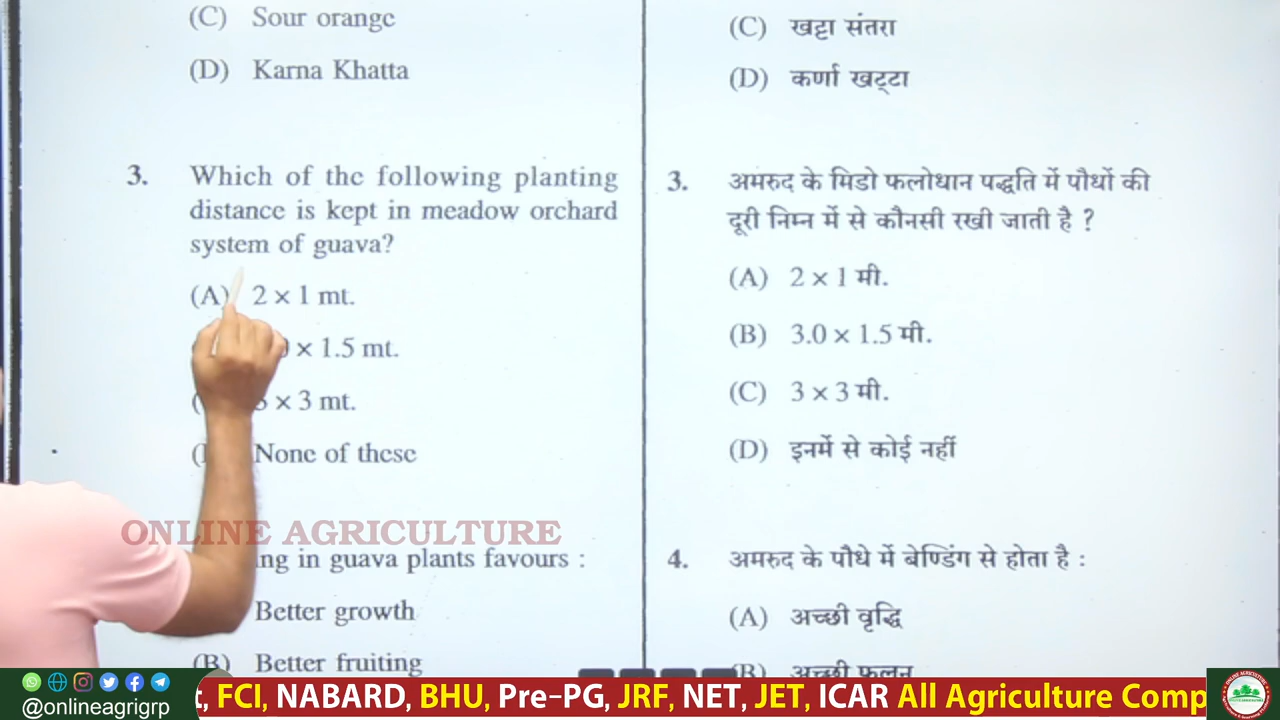 (C) Sour orange
(D) Karna Khatta
3. Which of the following planting
distance is kept in meadow orchard
system of guava?
(A) 2 × 1 mt.
× 1.5 mt.
× 3 mt.
None of these
ONLINE AGRICULTURE
in guava plants favours :
Better growth
(B) Better fruiting
(C) खट्टा संतरा
(D) कर्णा खट्‌टा
3. अमरुद के मिडो फलोधान पद्धति में पौधों की
दूरी निम्न में से कौनसी रखी जाती है ?
(A) 2 × 1 मी.
(B) 3.0 × 1.5 मी.
(C) 3 × 3 मी.
(D) इनमें से कोई नहीं
4. अमरुद के पौधे में बेण्डिंग से होता है :
(A) अच्छी वृद्धि
(B) अच्छी फलन
@onlineagrigrp
FCI, NABARD, BHU, Pre-PG, JRF, NET, JET, ICAR All Agriculture